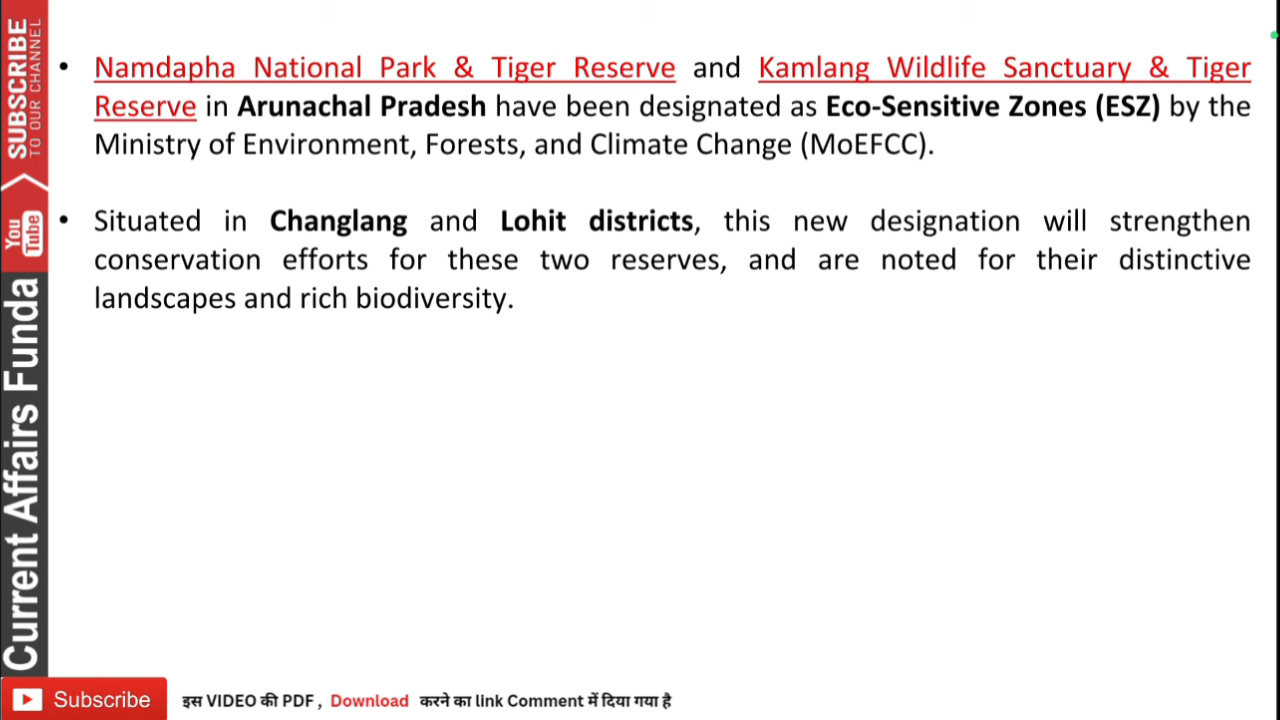 • Namdapha National Park & Tiger Reserve and Kamlang Wildlife Sanctuary & Tiger
Reserve in Arunachal Pradesh have been designated as Eco-Sensitive Zones (ESZ) by the
Ministry of Environment, Forests, and Climate Change (MoEFCC).
• Situated in Changlang and Lohit districts, this new designation will strengthen
conservation efforts for these two reserves, and are noted for their distinctive
landscapes and rich biodiversity.
SUBSCRIBE
TO OUR CHANNEL
You
Tube
Current Affairs Funda
Subscribe
इस VIDEO की PDF , Download करने का link Comment में दिया गया है